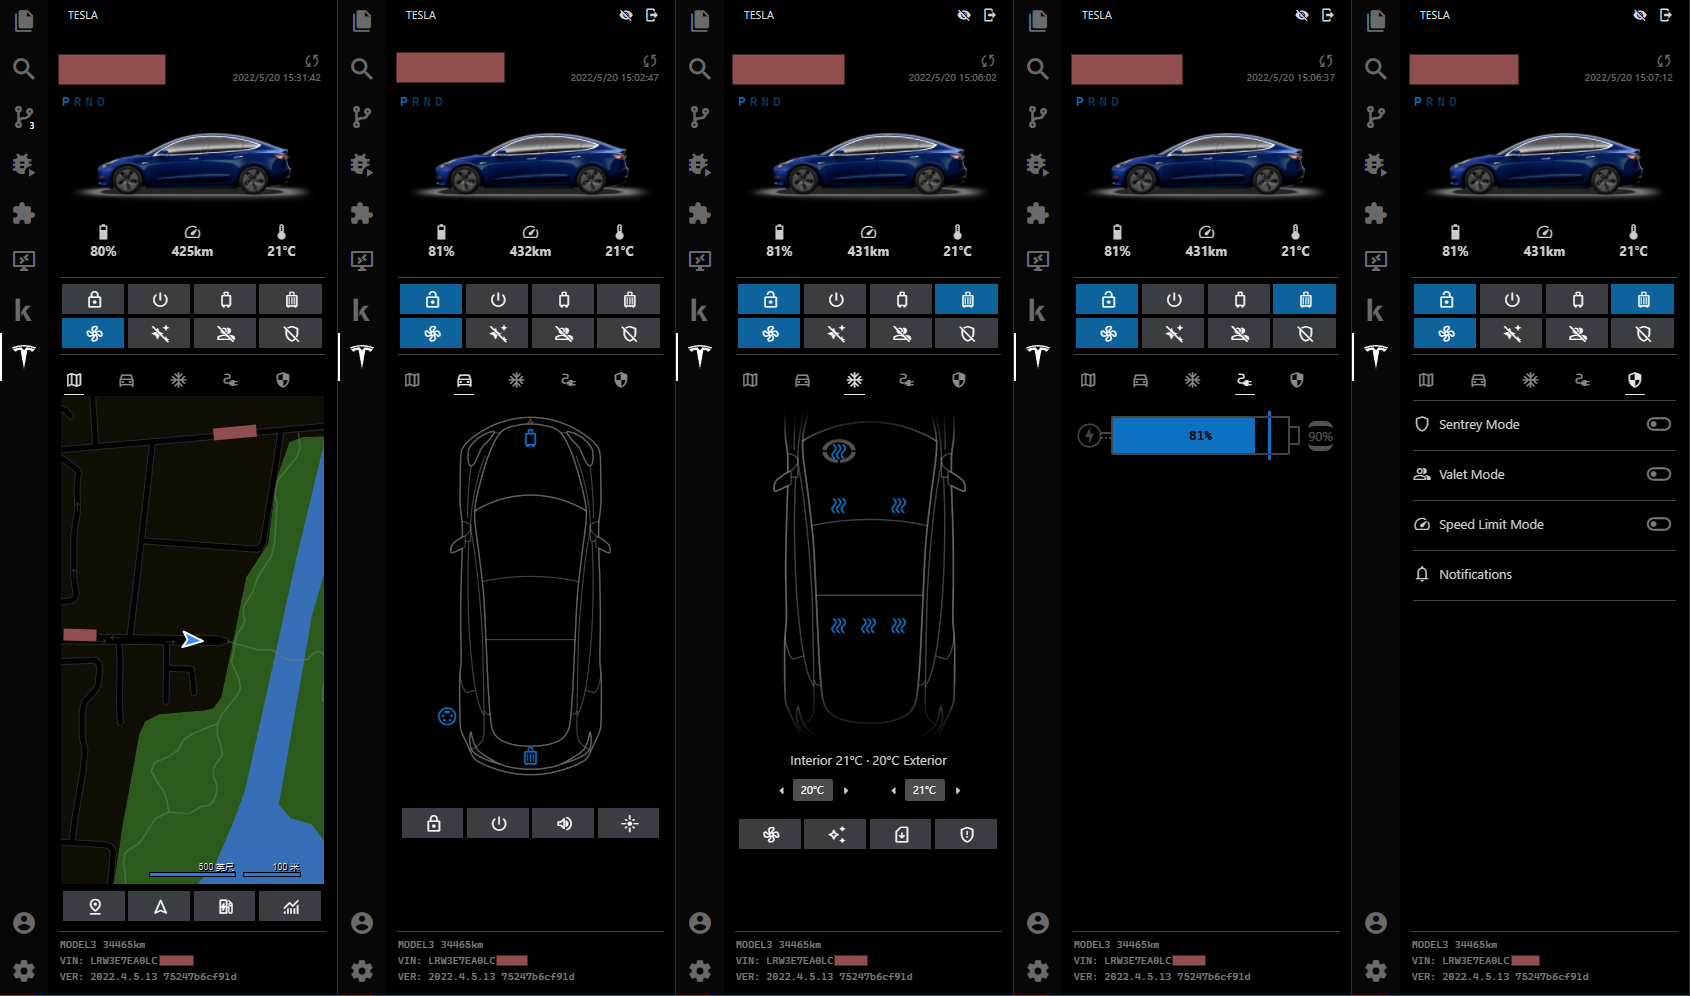 TESLA
2022/5/20 15:31:42
P R N D
80% 425km 21°C
3
k
500 英尺 100 米
MODEL3 34465km
VIN: LRW3E7EA0LC
VER: 2022.4.5.13 75247b6cf91d
TESLA
2022/5/20 15:02:47
P R N D
81% 432km 21°C
k
MODEL3 34465km
VIN: LRW3E7EA0LC
VER: 2022.4.5.13 75247b6cf91d
TESLA
2022/5/20 15:06:02
P R N D
81% 431km 21°C
k
Interior 21°C · 20°C Exterior
20°C 21°C
MODEL3 34465km
VIN: LRW3E7EA0LC
VER: 2022.4.5.13 75247b6cf91d
TESLA
2022/5/20 15:06:37
P R N D
81% 431km 21°C
k
81% 90%
MODEL3 34465km
VIN: LRW3E7EA0LC
VER: 2022.4.5.13 75247b6cf91d
TESLA
2022/5/20 15:07:12
P R N D
81% 431km 21°C
k
Sentrey Mode
Valet Mode
Speed Limit Mode
Notifications
MODEL3 34465km
VIN: LRW3E7EA0LC
VER: 2022.4.5.13 75247b6cf91d